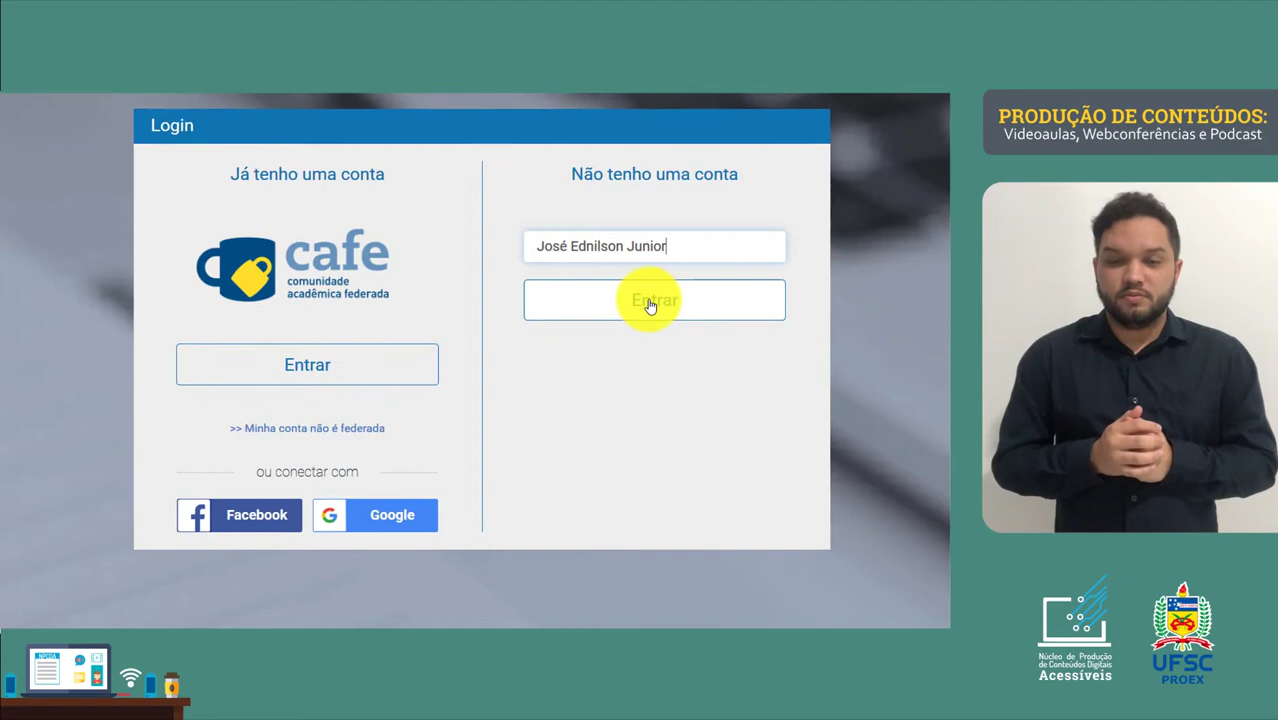 Login
Já tenho uma conta
cafe
comunidade
acadêmica federada
Entrar
>> Minha conta não é federada
ou conectar com
Facebook
Google
Não tenho uma conta
José Ednilson Junior
Entrar
PRODUÇÃO DE CONTEÚDOS:
Videoaulas, Webconferências e Podcast
NPCDA
Núcleo de Produção
de Conteúdos Digitais
Acessíveis
UFSC
PROEX